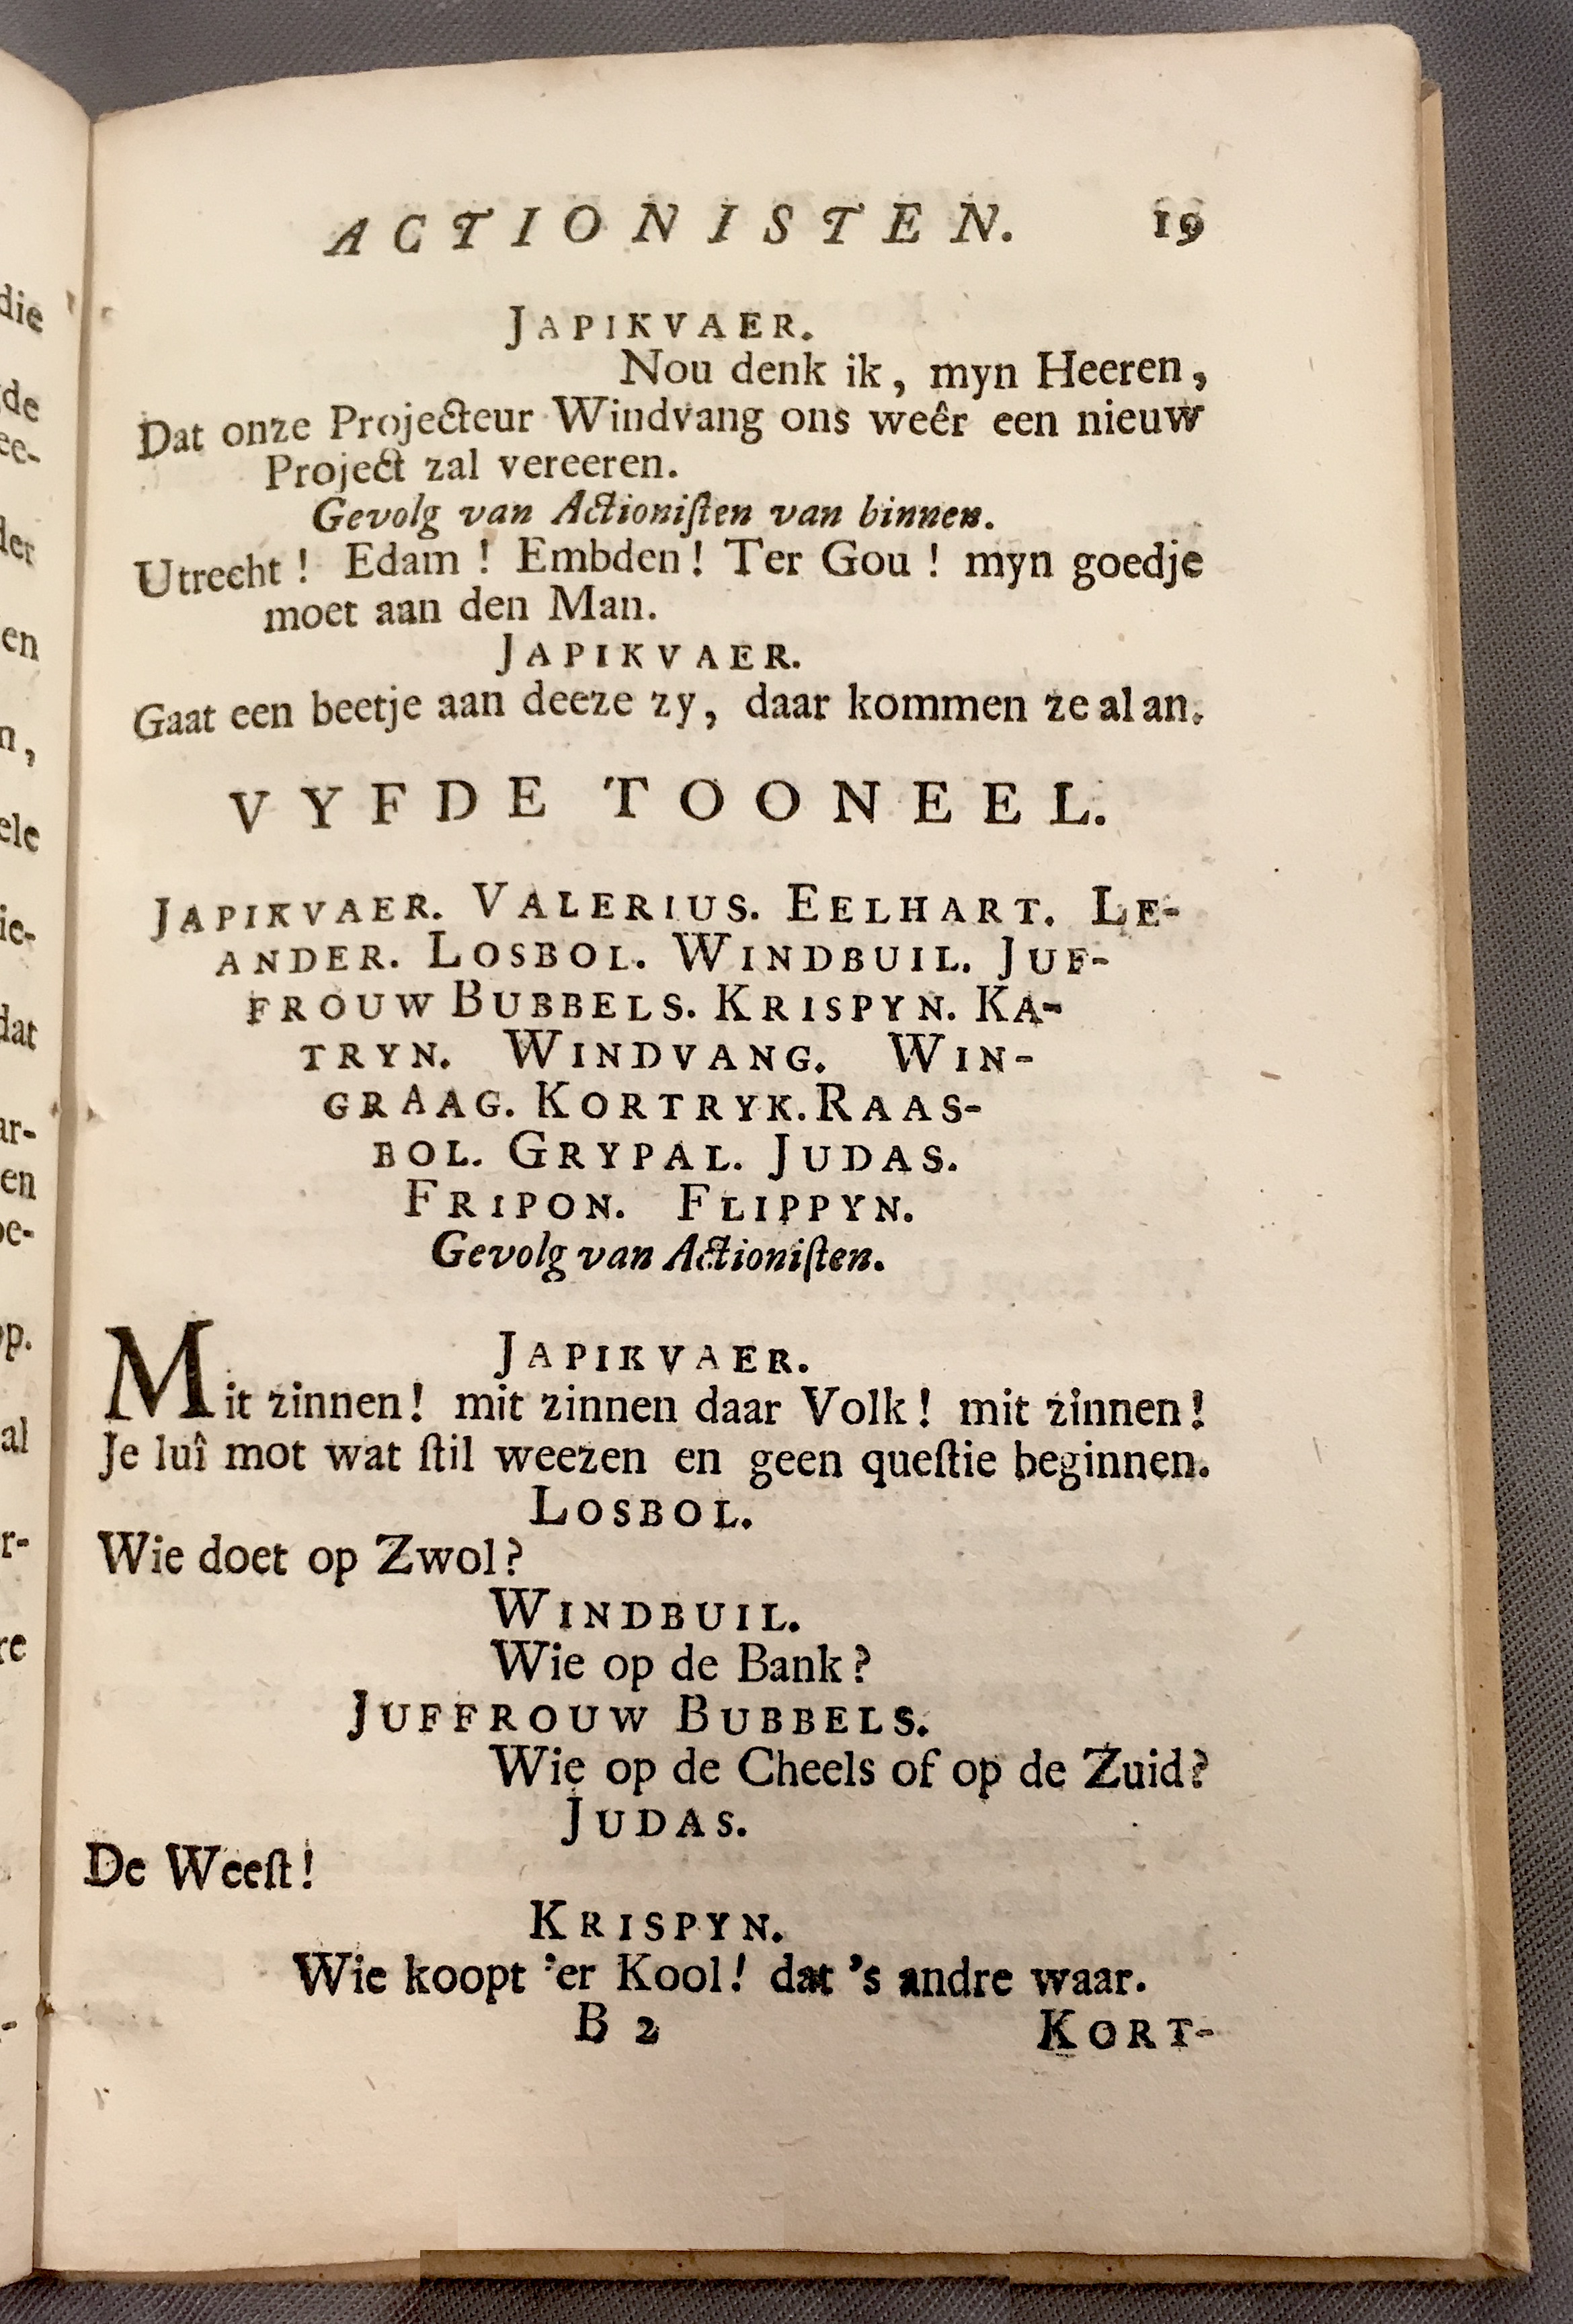 ACTIONISTEN. 19
JAPIKVAER.
Nou denk ik, myn Heeren,
Dat onze Projecteur Windvang ons weêr een nieuw
Project zal vereeren.
Gevolg van Actioniſten van binnen.
Utrecht! Edam! Embden! Ter Gou! myn goedje
moet aan den Man.
JAPIKVAER.
Gaat een beetje aan deeze zy, daar kommen ze al an.
VYFDE TOONEEL.
JAPIKVAER. VALERIUS. EELHART. LE-
ANDER. LOSBOL. WINDBUIL. JUF-
FROUW BUBBELS. KRISPYN. KA-
TRYN. WINDVANG. WIN-
GRAAG. KORTRYK. RAAS-
BOL. GRYPAL. JUDAS.
FRIPON. FLIPPYN.
Gevolg van Actioniſten.
JAPIKVAER.
Mit zinnen! mit zinnen daar Volk! mit zinnen!
Je luî mot wat ſtil weezen en geen queſtie beginnen.
LOSBOL.
Wie doet op Zwol?
WINDBUIL.
Wie op de Bank?
JUFFROUW BUBBELS.
Wie op de Cheels of op de Zuid?
JUDAS.
De Weeſt!
KRISPYN.
Wie koopt 'er Kool! dat 's andre waar.
B 2 KORT-